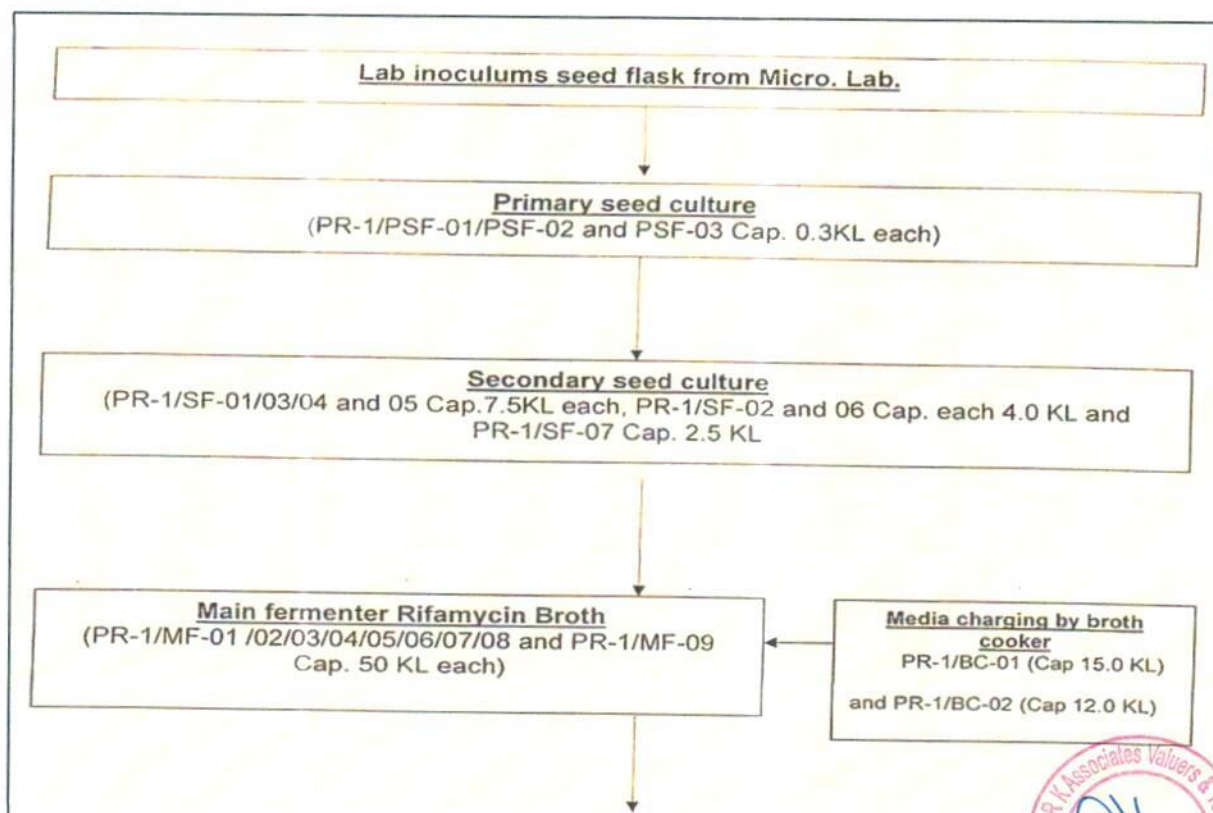 Lab inoculums seed flask from Micro. Lab.
Primary seed culture
(PR-1/PSF-01/PSF-02 and PSF-03 Cap. 0.3KL each)
Secondary seed culture
(PR-1/SF-01/03/04 and 05 Cap.7.5KL each, PR-1/SF-02 and 06 Cap. each 4.0 KL and
PR-1/SF-07 Cap. 2.5 KL
Main fermenter Rifamycin Broth
(PR-1/MF-01 /02/03/04/05/06/07/08 and PR-1/MF-09
Cap. 50 KL each)
Media charging by broth
cooker
PR-1/BC-01 (Cap 15.0 KL)
and PR-1/BC-02 (Cap 12.0 KL)
R K Associates Valuers &